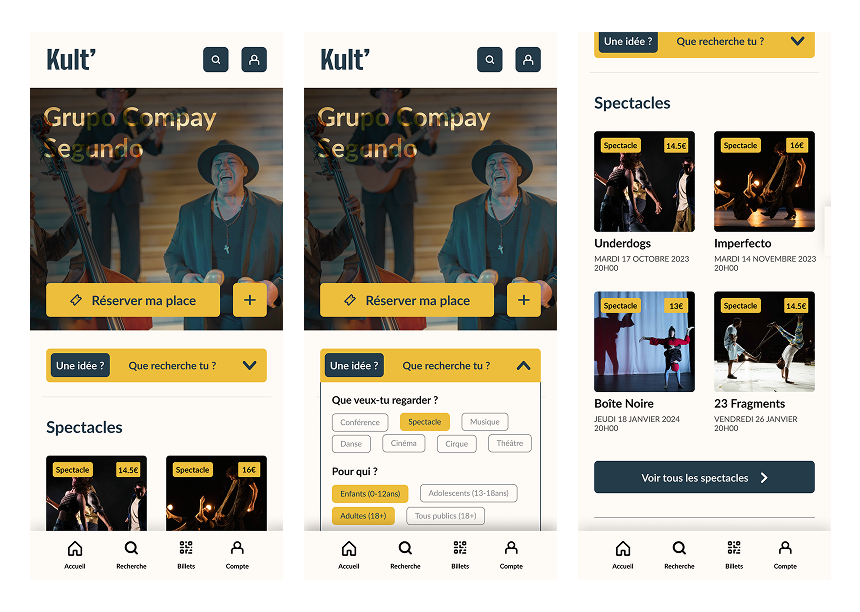 Kult’
Grupo Compay
Segundo
Réserver ma place
+
Une idée ?
Que recherche tu ?
Spectacles
Spectacle
14.5€
Spectacle
16€
Accueil
Recherche
Billets
Compte
Kult’
Grupo Compay
Segundo
Réserver ma place
+
Une idée ?
Que recherche tu ?
Que veux-tu regarder ?
Conférence
Spectacle
Musique
Danse
Cinéma
Cirque
Théâtre
Pour qui ?
Enfants (0-12ans)
Adolescents (13-18ans)
Adultes (18+)
Tous publics (18+)
Accueil
Recherche
Billets
Compte
Une idée ?
Que recherche tu ?
Spectacles
Spectacle
14.5€
Underdogs
MARDI 17 OCTOBRE 2023
20H00
Spectacle
16€
Imperfecto
MARDI 14 NOVEMBRE 2023
20H00
Spectacle
13€
Boîte Noire
JEUDI 18 JANVIER 2024
20H00
Spectacle
14.5€
23 Fragments
VENDREDI 26 JANVIER
20H00
Voir tous les spectacles
Accueil
Recherche
Billets
Compte